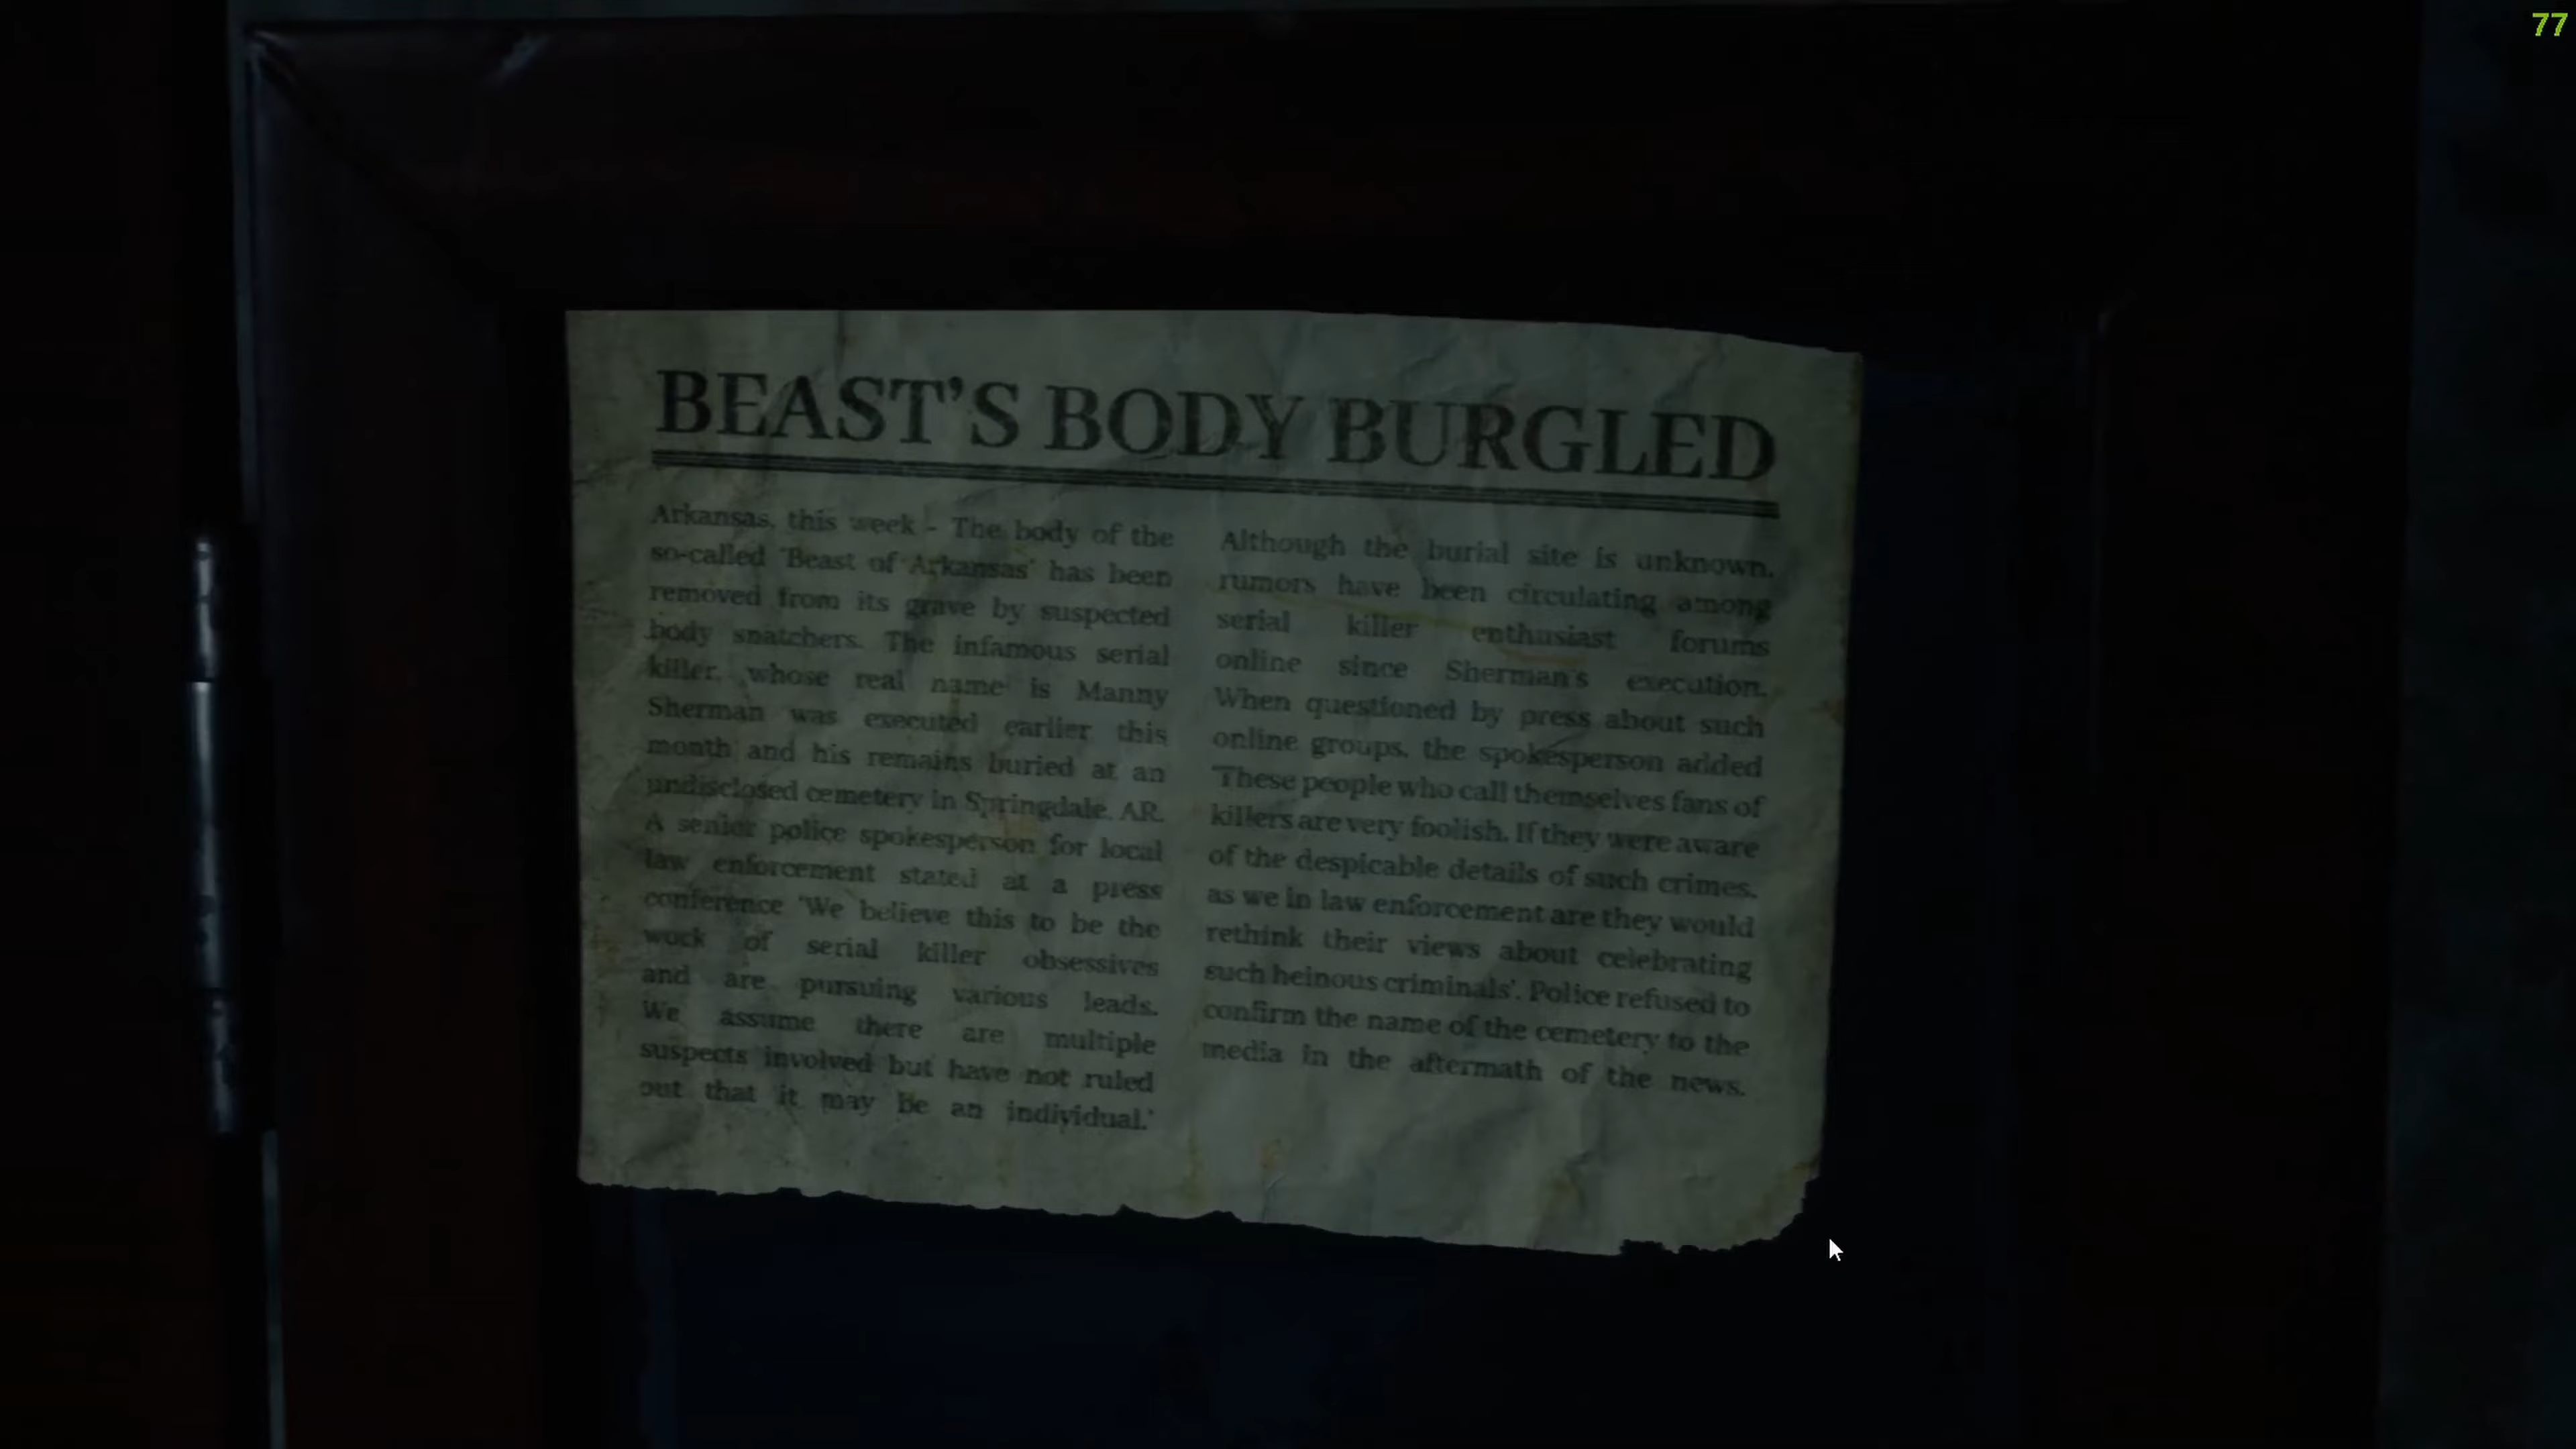 77
BEAST'S BODY BURGLED
Arkansas, this week - The body of the
so-called 'Beast of Arkansas' has been
removed from its grave by suspected
body snatchers. The infamous serial
killer, whose real name is Manny
Sherman was executed earlier this
month and his remains buried at an
undisclosed cemetery in Springdale, AR.
A senior police spokesperson for local
law enforcement stated at a press
conference 'We believe this to be the
work of serial killer obsessives
and are pursuing various leads.
We assume there are multiple
suspects involved but have not ruled
out that it may be an individual.'
Although the burial site is unknown,
rumors have been circulating among
serial killer enthusiast forums
online since Sherman's execution.
When questioned by press about such
online groups, the spokesperson added
'These people who call themselves fans of
killers are very foolish. If they were aware
of the despicable details of such crimes,
as we in law enforcement are they would
rethink their views about celebrating
such heinous criminals'. Police refused to
confirm the name of the cemetery to the
media in the aftermath of the news.